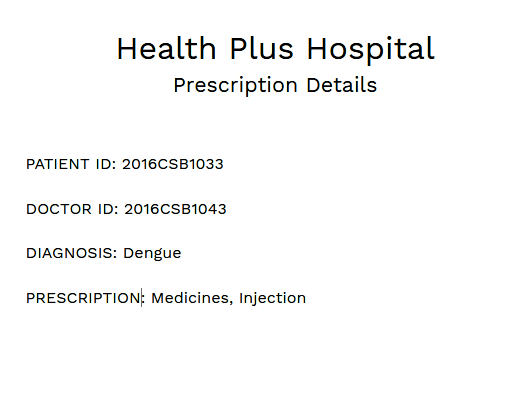 Health Plus Hospital
Prescription Details
PATIENT ID: 2016CSB1033
DOCTOR ID: 2016CSB1043
DIAGNOSIS: Dengue
PRESCRIPTION: Medicines, Injection